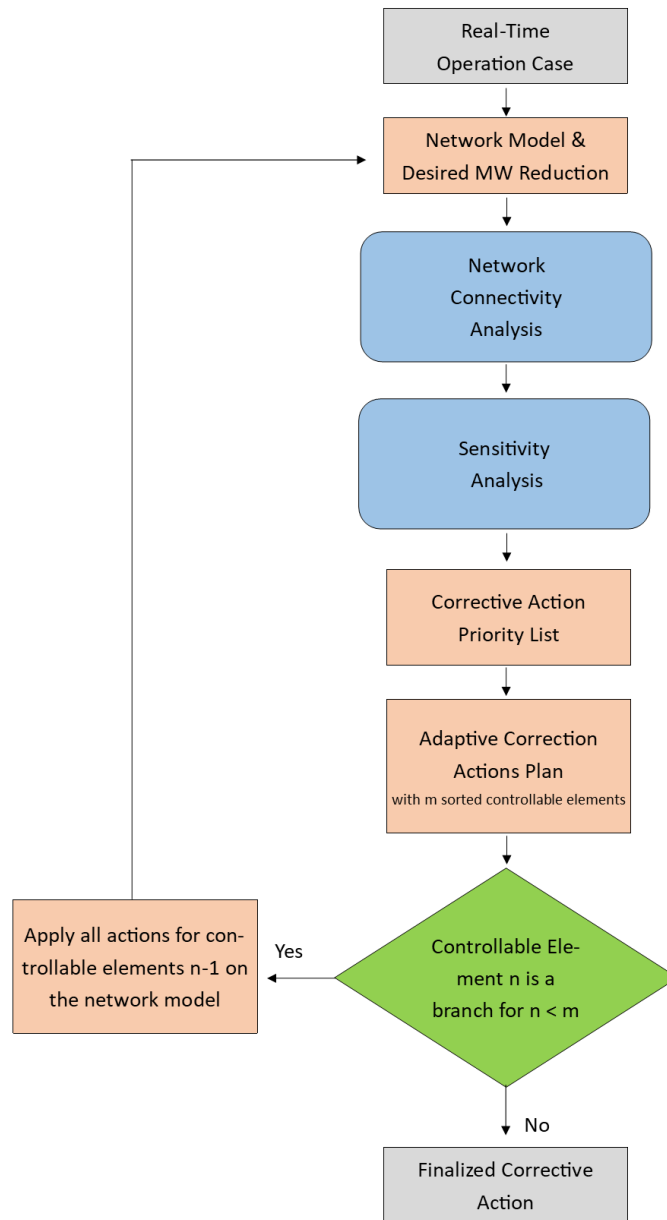 Real-Time
Operation Case
Network Model &
Desired MW Reduction
Network
Connectivity
Analysis
Sensitivity
Analysis
Corrective Action
Priority List
Adaptive Correction
Actions Plan
with m sorted controllable elements
Controllable Ele-
ment n is a
branch for n < m
Yes
Apply all actions for con-
trollable elements n-1 on
the network model
No
Finalized Corrective
Action